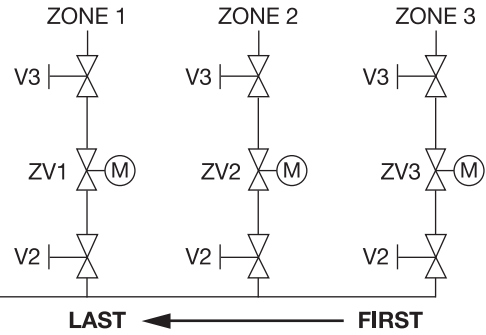 ZONE 1 ZONE 2 ZONE 3
V3 V3 V3
ZV1 M ZV2 M ZV3 M
V2 V2 V2
LAST FIRST